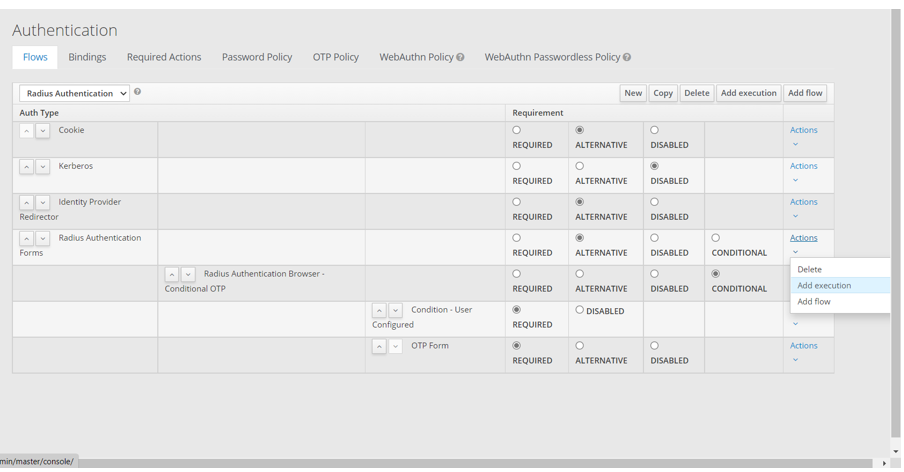 Authentication
Flows Bindings Required Actions Password Policy OTP Policy WebAuthn Policy WebAuthn Passwordless Policy
Radius Authentication New Copy Delete Add execution Add flow
Auth Type Requirement
Cookie Actions
REQUIRED ALTERNATIVE DISABLED
Kerberos Actions
REQUIRED ALTERNATIVE DISABLED
Identity Provider Actions
Redirector REQUIRED ALTERNATIVE DISABLED
Radius Authentication Actions
Forms REQUIRED ALTERNATIVE DISABLED CONDITIONAL
Delete
Radius Authentication Browser -
Conditional OTP REQUIRED ALTERNATIVE DISABLED CONDITIONAL
Add execution
Add flow
Condition - User DISABLED
Configured REQUIRED
OTP Form Actions
REQUIRED ALTERNATIVE DISABLED
min/master/console/